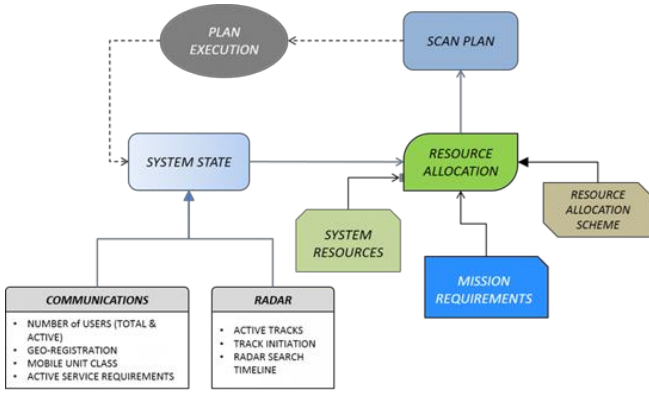 PLAN
EXECUTION
SCAN PLAN
SYSTEM STATE
RESOURCE
ALLOCATION
RESOURCE
ALLOCATION
SCHEME
SYSTEM
RESOURCES
MISSION
REQUIREMENTS
COMMUNICATIONS
• NUMBER of USERS (TOTAL &
ACTIVE)
• GEO-REGISTRATION
• MOBILE UNIT CLASS
• ACTIVE SERVICE REQUIREMENTS
RADAR
• ACTIVE TRACKS
• TRACK INITIATION
• RADAR SEARCH
TIMELINE